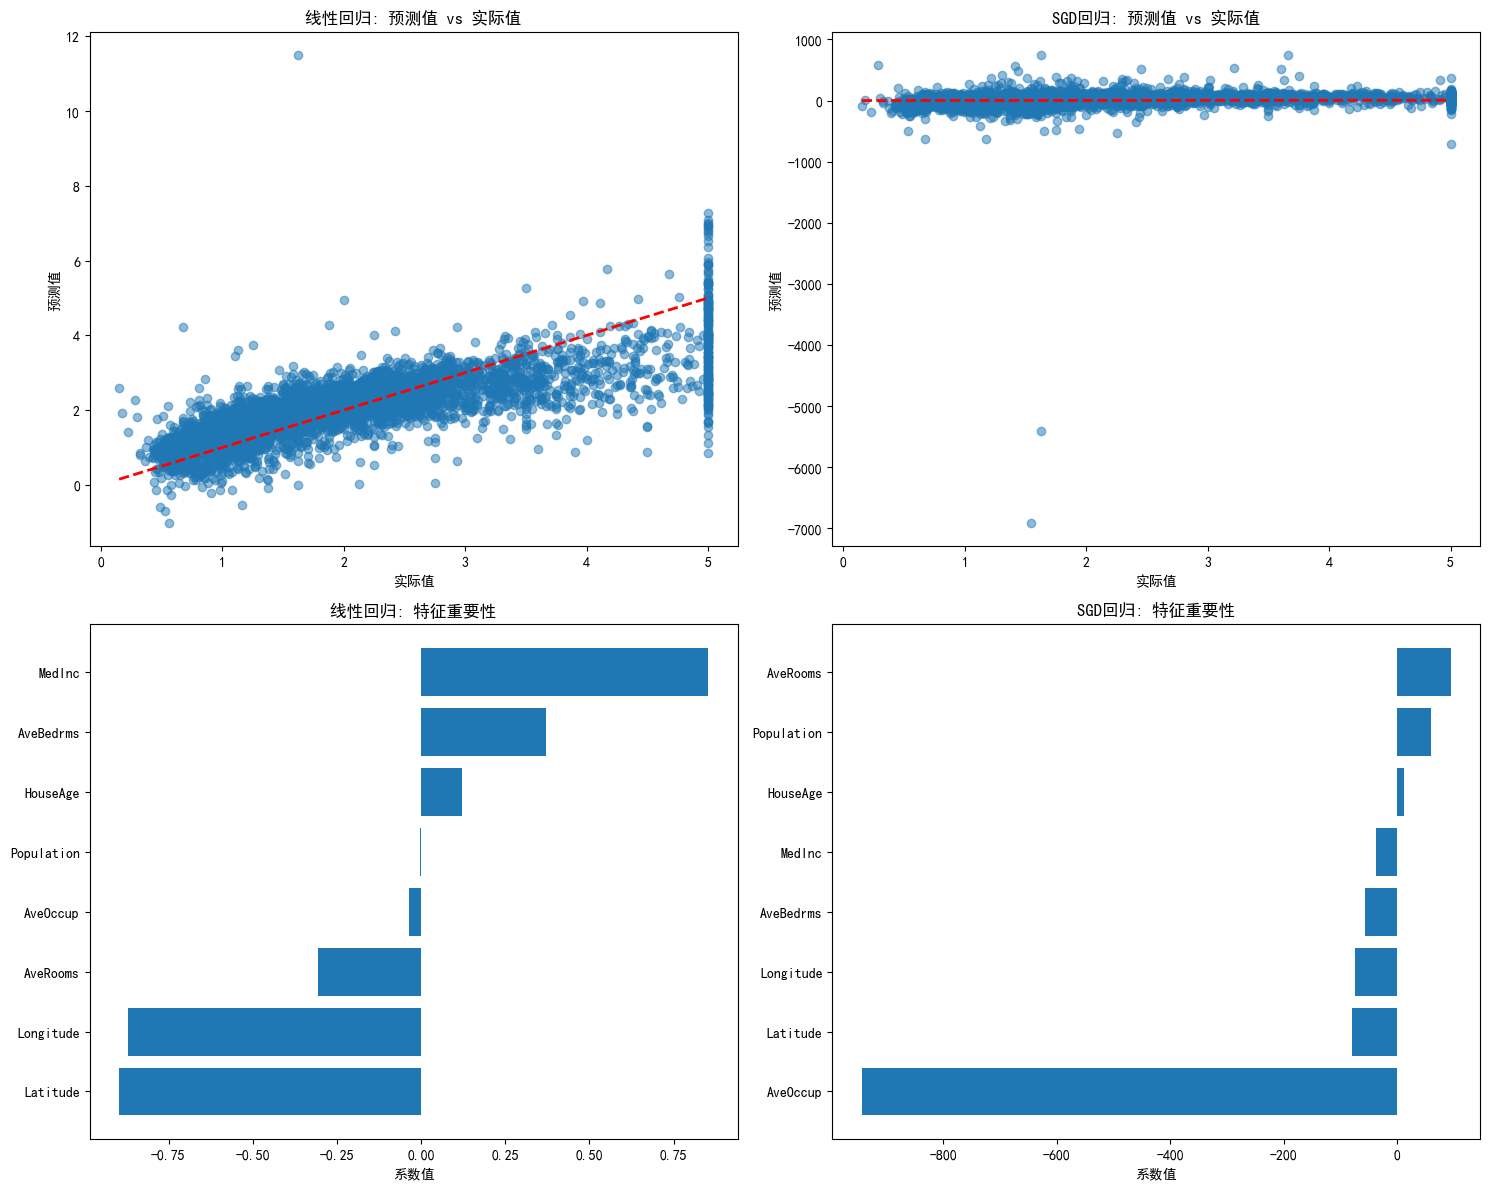 线性回归: 预测值 vs 实际值
12
10
8
6
4
2
0
预测值
0 1 2 3 4 5
实际值
SGD回归: 预测值 vs 实际值
1000
0
−1000
−2000
−3000
−4000
−5000
−6000
−7000
预测值
0 1 2 3 4 5
实际值
线性回归: 特征重要性
MedInc
AveBedrms
HouseAge
Population
AveOccup
AveRooms
Longitude
Latitude
−0.75 −0.50 −0.25 0.00 0.25 0.50 0.75
系数值
SGD回归: 特征重要性
AveRooms
Population
HouseAge
MedInc
AveBedrms
Longitude
Latitude
AveOccup
−800 −600 −400 −200 0
系数值